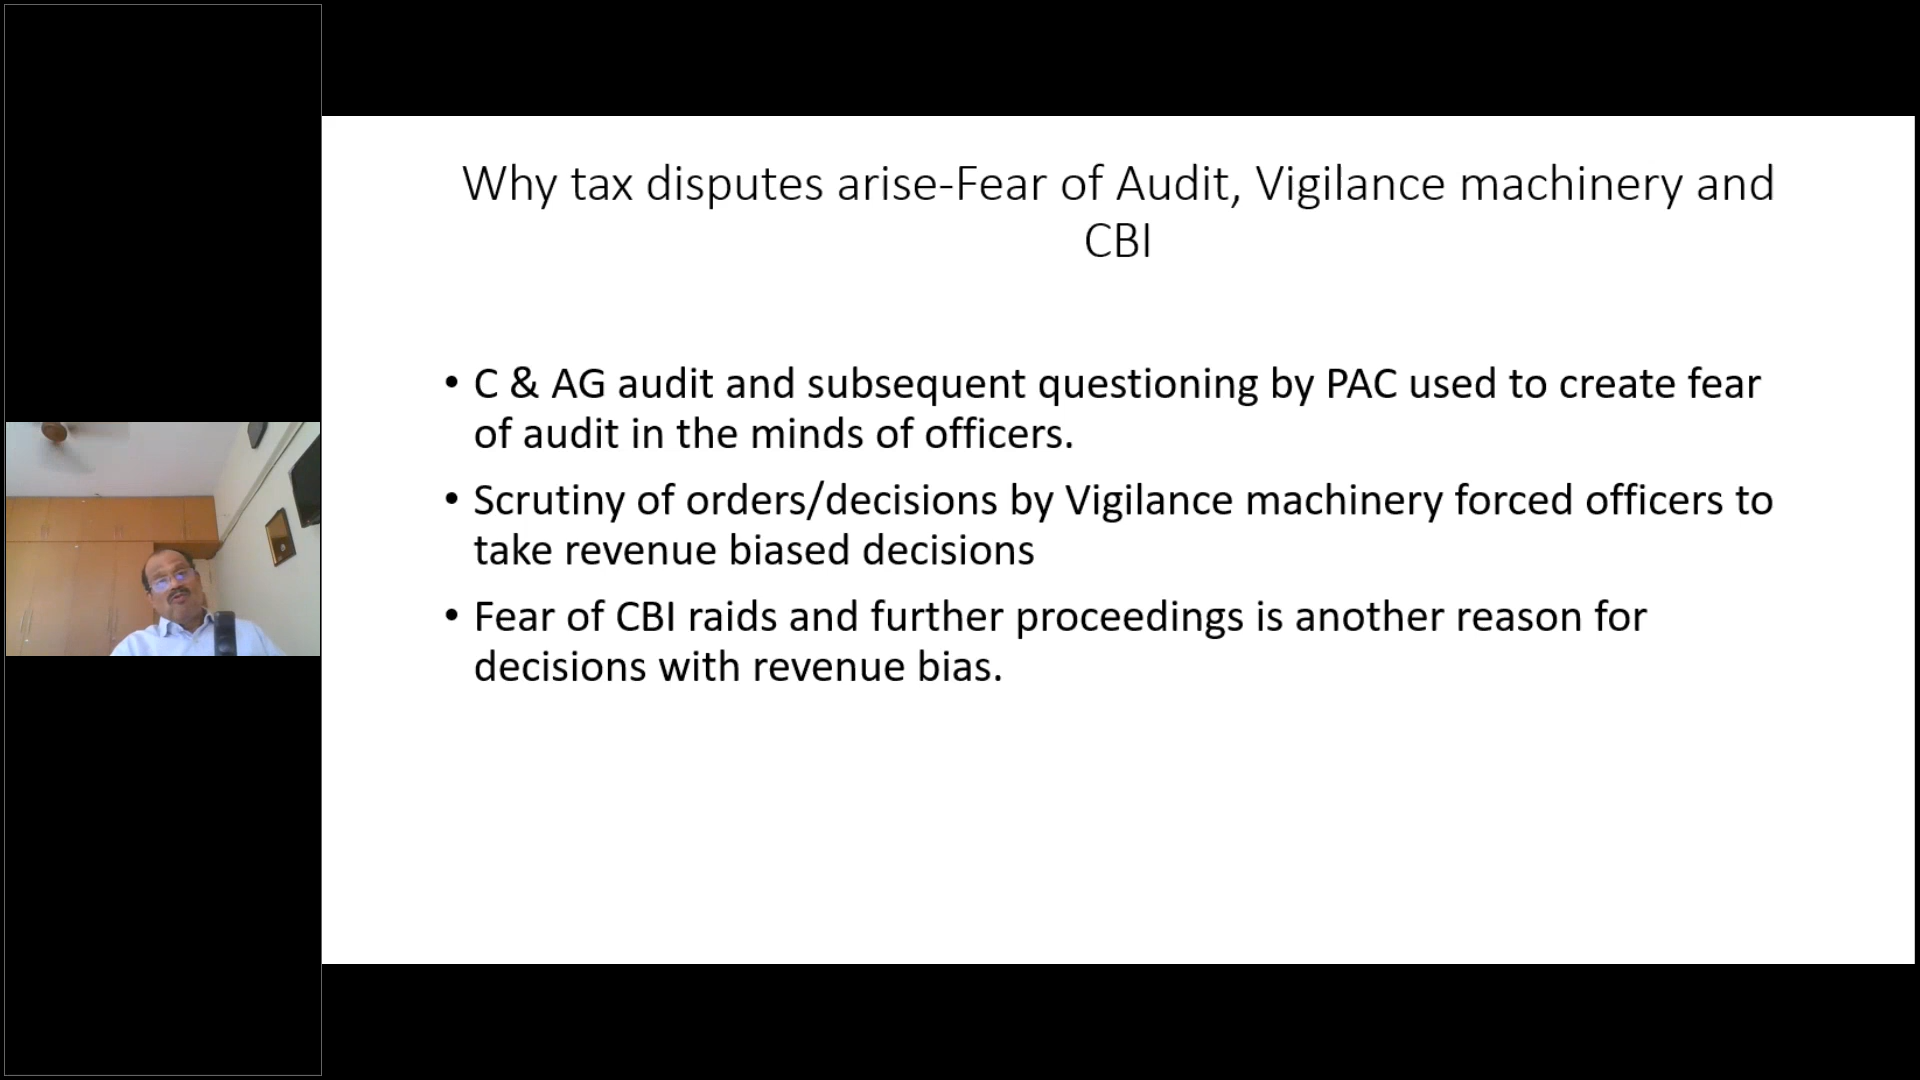 Why tax disputes arise-Fear of Audit, Vigilance machinery and
CBI
• C & AG audit and subsequent questioning by PAC used to create fear
of audit in the minds of officers.
• Scrutiny of orders/decisions by Vigilance machinery forced officers to
take revenue biased decisions
• Fear of CBI raids and further proceedings is another reason for
decisions with revenue bias.